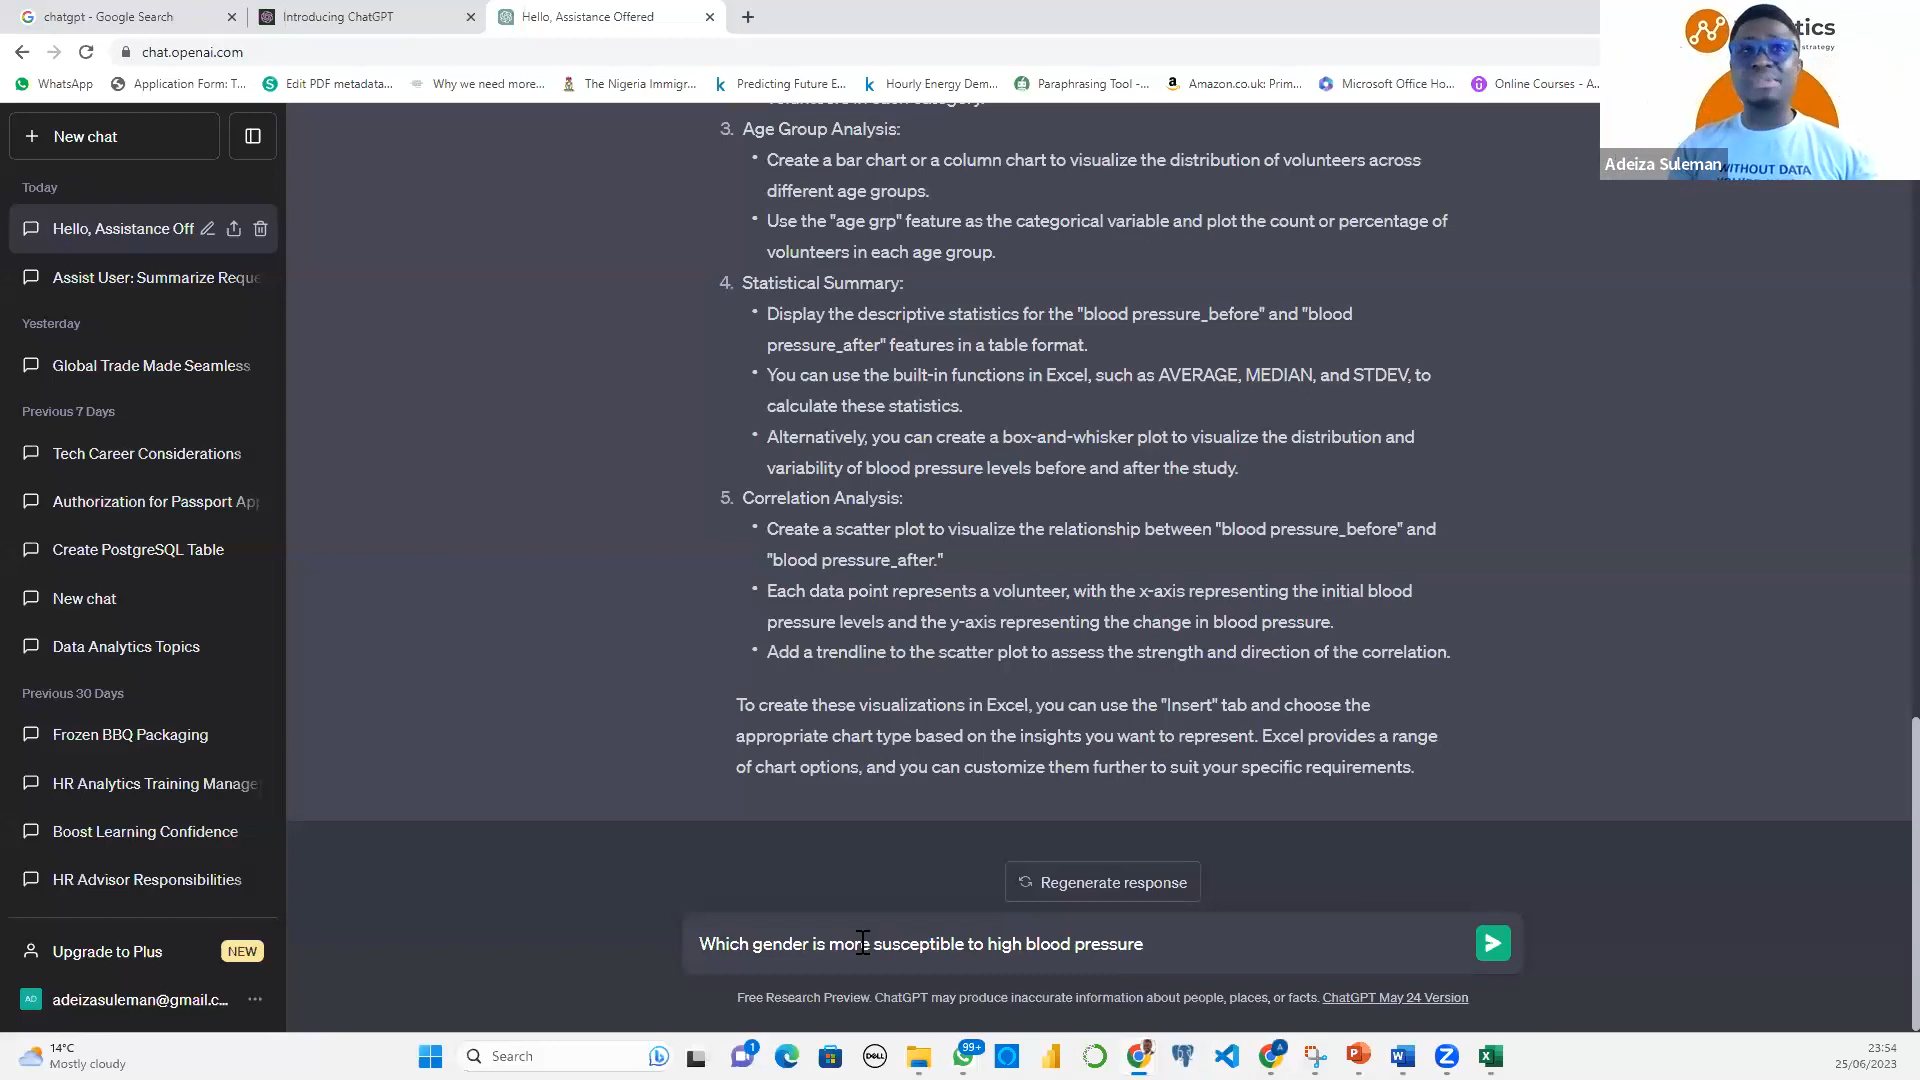 chatgpt - Google Search
Introducing ChatGPT
Hello, Assistance Offered
chat.openai.com
WhatsApp
Application Form: T...
Edit PDF metadata...
Why we need more...
The Nigeria Immigr...
Predicting Future E...
Hourly Energy Dem...
Paraphrasing Tool -...
Amazon.co.uk: Prim...
Microsoft Office Ho...
Online Courses - A...
tics
strategy
WITHOUT DATA
Adeiza Suleman
New chat
Today
Hello, Assistance Off
Assist User: Summarize Reque
Yesterday
Global Trade Made Seamless
Previous 7 Days
Tech Career Considerations
Authorization for Passport App
Create PostgreSQL Table
New chat
Data Analytics Topics
Previous 30 Days
Frozen BBQ Packaging
HR Analytics Training Manage
Boost Learning Confidence
HR Advisor Responsibilities
Upgrade to Plus NEW
AD adeizasuleman@gmail.c... ...
3. Age Group Analysis:
• Create a bar chart or a column chart to visualize the distribution of volunteers across
different age groups.
• Use the "age grp" feature as the categorical variable and plot the count or percentage of
volunteers in each age group.
4. Statistical Summary:
• Display the descriptive statistics for the "blood pressure_before" and "blood
pressure_after" features in a table format.
• You can use the built-in functions in Excel, such as AVERAGE, MEDIAN, and STDEV, to
calculate these statistics.
• Alternatively, you can create a box-and-whisker plot to visualize the distribution and
variability of blood pressure levels before and after the study.
5. Correlation Analysis:
• Create a scatter plot to visualize the relationship between "blood pressure_before" and
"blood pressure_after."
• Each data point represents a volunteer, with the x-axis representing the initial blood
pressure levels and the y-axis representing the change in blood pressure.
• Add a trendline to the scatter plot to assess the strength and direction of the correlation.
To create these visualizations in Excel, you can use the "Insert" tab and choose the
appropriate chart type based on the insights you want to represent. Excel provides a range
of chart options, and you can customize them further to suit your specific requirements.
Regenerate response
Which gender is more susceptible to high blood pressure
Free Research Preview. ChatGPT may produce inaccurate information about people, places, or facts. ChatGPT May 24 Version
14°C
Mostly cloudy
Search
1
DELL
99+
23:54
25/06/2023